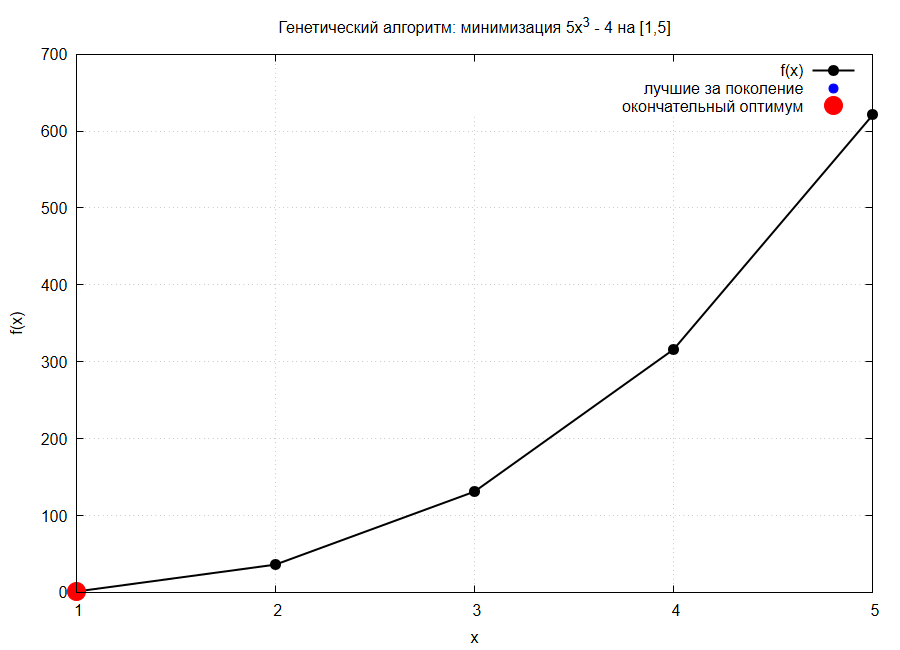 Генетический алгоритм: минимизация 5x³ - 4 на [1,5]
f(x)
лучшие за поколение
окончательный оптимум
700
600
500
400
300
200
100
0
f(x)
1 2 3 4 5
x